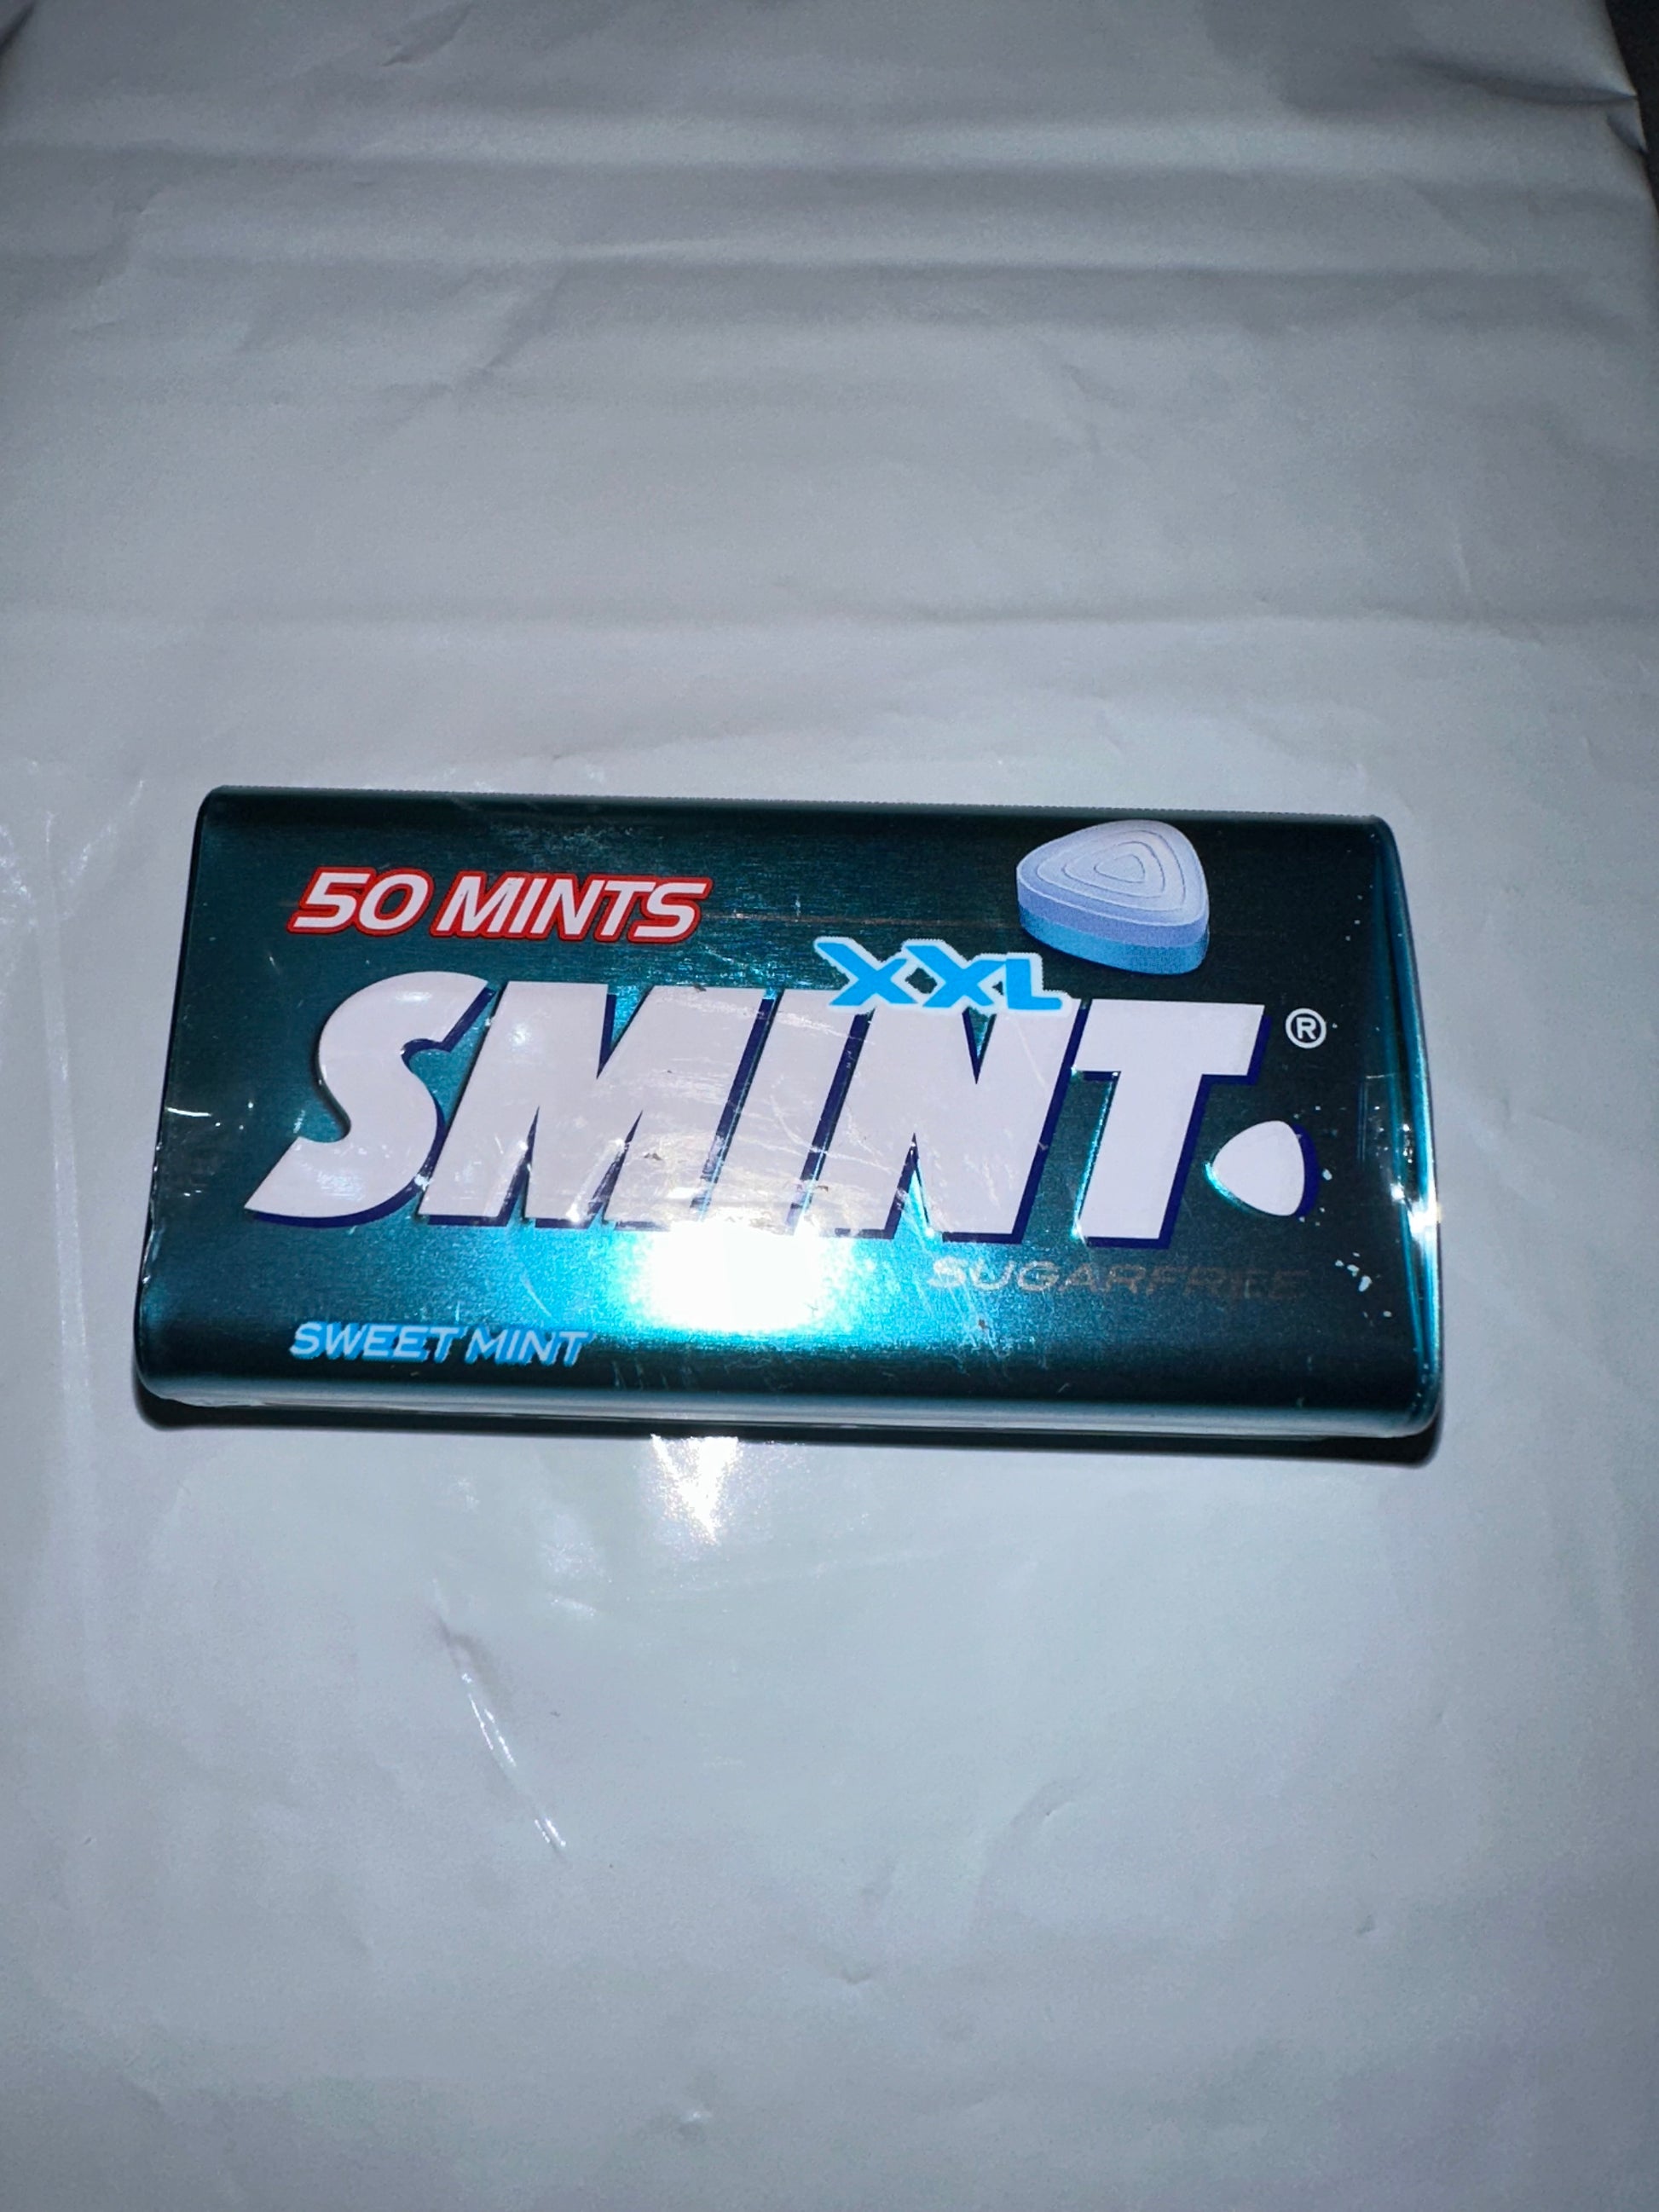 50 MINTS
XXL
SMINT.®
SUGARFREE
SWEET MINT